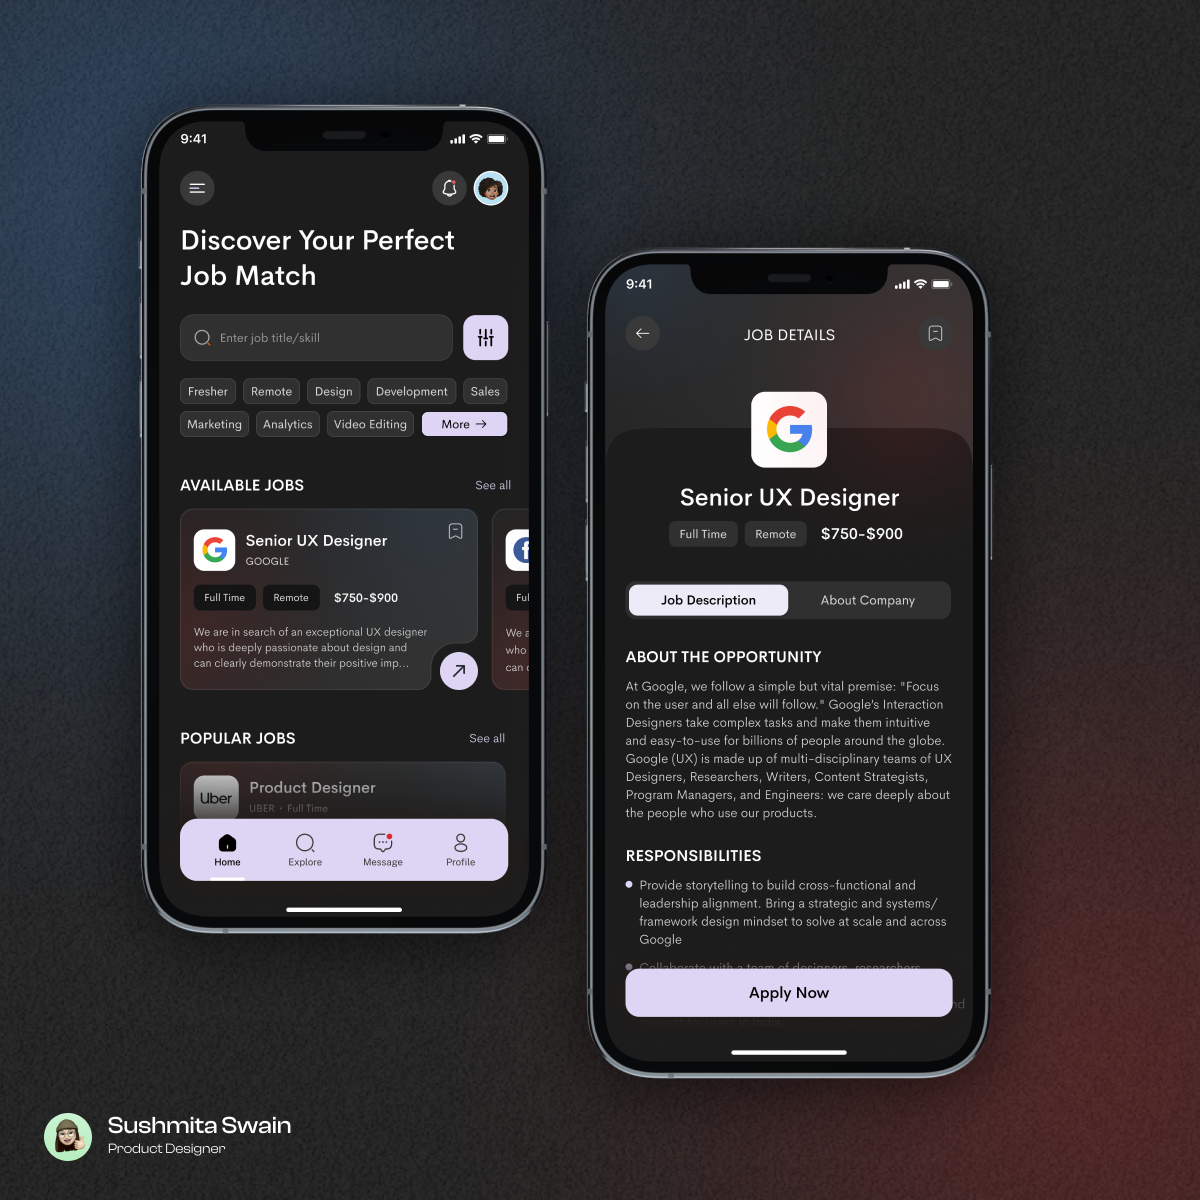 9:41
Discover Your Perfect
Job Match
Enter job title/skill
Fresher Remote Design Development Sales
Marketing Analytics Video Editing More →
AVAILABLE JOBS See all
Senior UX Designer
GOOGLE
Full Time Remote $750-$900
We are in search of an exceptional UX designer
who is deeply passionate about design and
can clearly demonstrate their positive imp...
We a
who
can c
POPULAR JOBS See all
Uber Product Designer
UBER • Full Time
Home Explore Message Profile
9:41
JOB DETAILS
Senior UX Designer
Full Time Remote $750-$900
Job Description About Company
ABOUT THE OPPORTUNITY
At Google, we follow a simple but vital premise: "Focus
on the user and all else will follow." Google's Interaction
Designers take complex tasks and make them intuitive
and easy-to-use for billions of people around the globe.
Google (UX) is made up of multi-disciplinary teams of UX
Designers, Researchers, Writers, Content Strategists,
Program Managers, and Engineers: we care deeply about
the people who use our products.
RESPONSIBILITIES
Provide storytelling to build cross-functional and
leadership alignment. Bring a strategic and systems/
framework design mindset to solve at scale and across
Google
Collaborate with a team of designers, researchers
Apply Now
Sushmita Swain
Product Designer